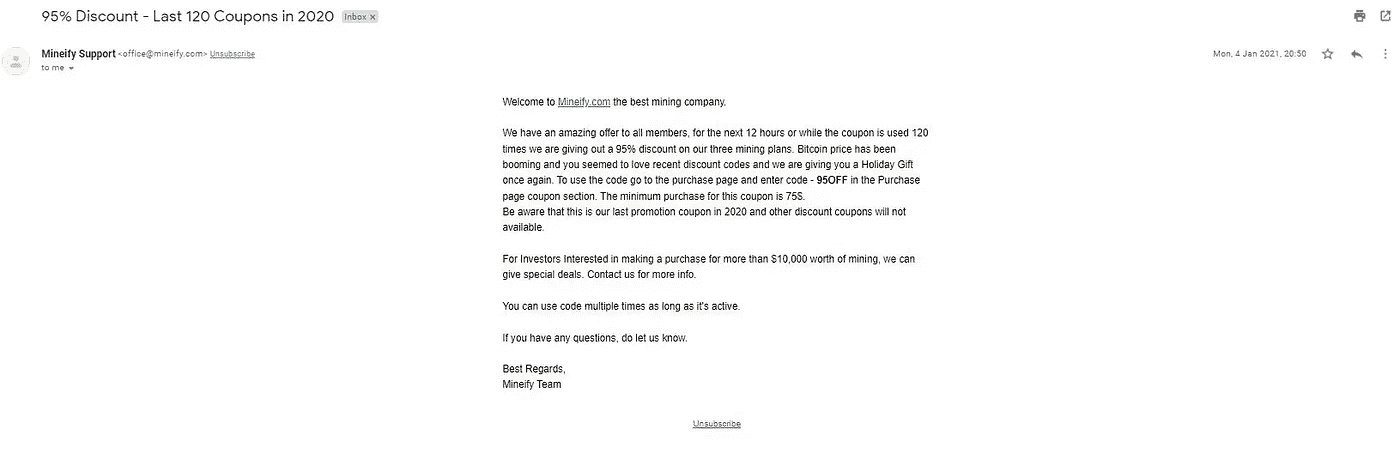 95% Discount - Last 120 Coupons in 2020 Inbox x
Mineify Support <office@mineify.com> Unsubscribe Mon, 4 Jan 2021, 20:50
to me
Welcome to Mineify.com the best mining company.
We have an amazing offer to all members, for the next 12 hours or while the coupon is used 120
times we are giving out a 95% discount on our three mining plans. Bitcoin price has been
booming and you seemed to love recent discount codes and we are giving you a Holiday Gift
once again. To use the code go to the purchase page and enter code - 95OFF in the Purchase
page coupon section. The minimum purchase for this coupon is 75$.
Be aware that this is our last promotion coupon in 2020 and other discount coupons will not
available.
For Investors Interested in making a purchase for more than $10,000 worth of mining, we can
give special deals. Contact us for more info.
You can use code multiple times as long as it's active.
If you have any questions, do let us know.
Best Regards,
Mineify Team
Unsubscribe